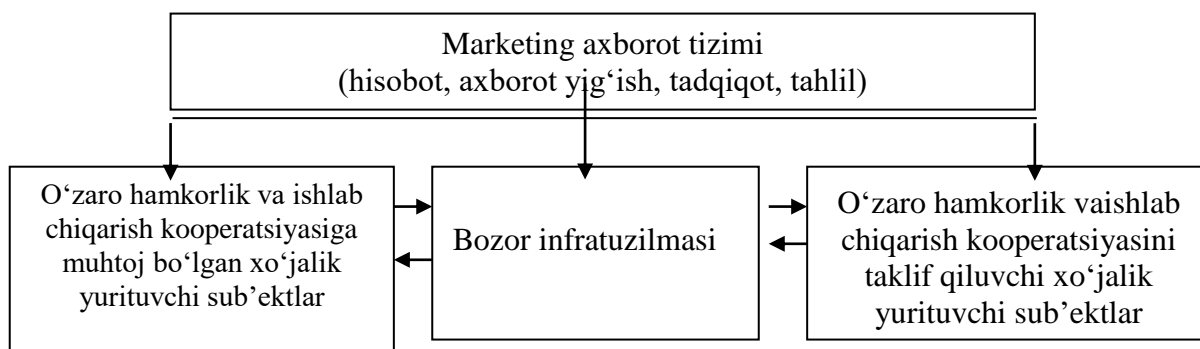 Marketing axborot tizimi
(hisobot, axborot yig‘ish, tadqiqot, tahlil)
O‘zaro hamkorlik va ishlab
chiqarish kooperatsiyasiga
muhtoj bo‘lgan xo‘jalik
yurituvchi sub’ektlar
Bozor infratuzilmasi
O‘zaro hamkorlik vaishlab
chiqarish kooperatsiyasini
taklif qiluvchi xo‘jalik
yurituvchi sub’ektlar